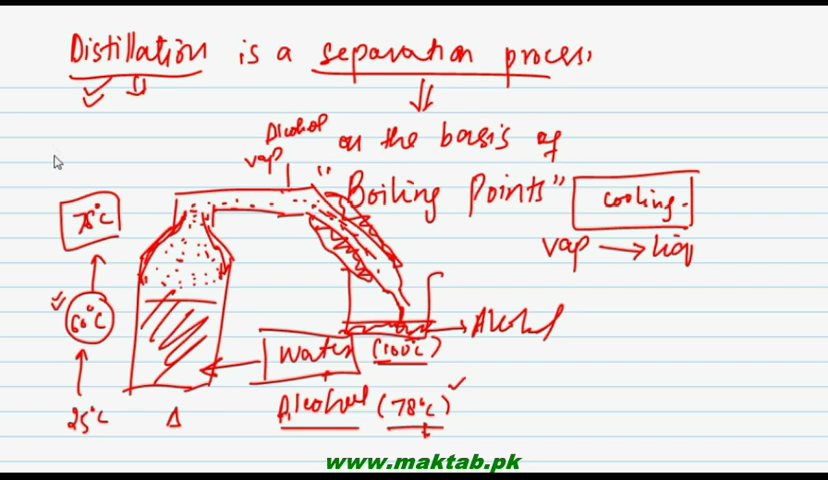 Distillation is a separation process.
on the basis of
"Boiling Points"
Alcohol
vap
cooling.
vap → liq
78°C
60°C
25°C
Δ
Water (100°C)
Alcohol (78°C)
Alcohol
www.maktab.pk